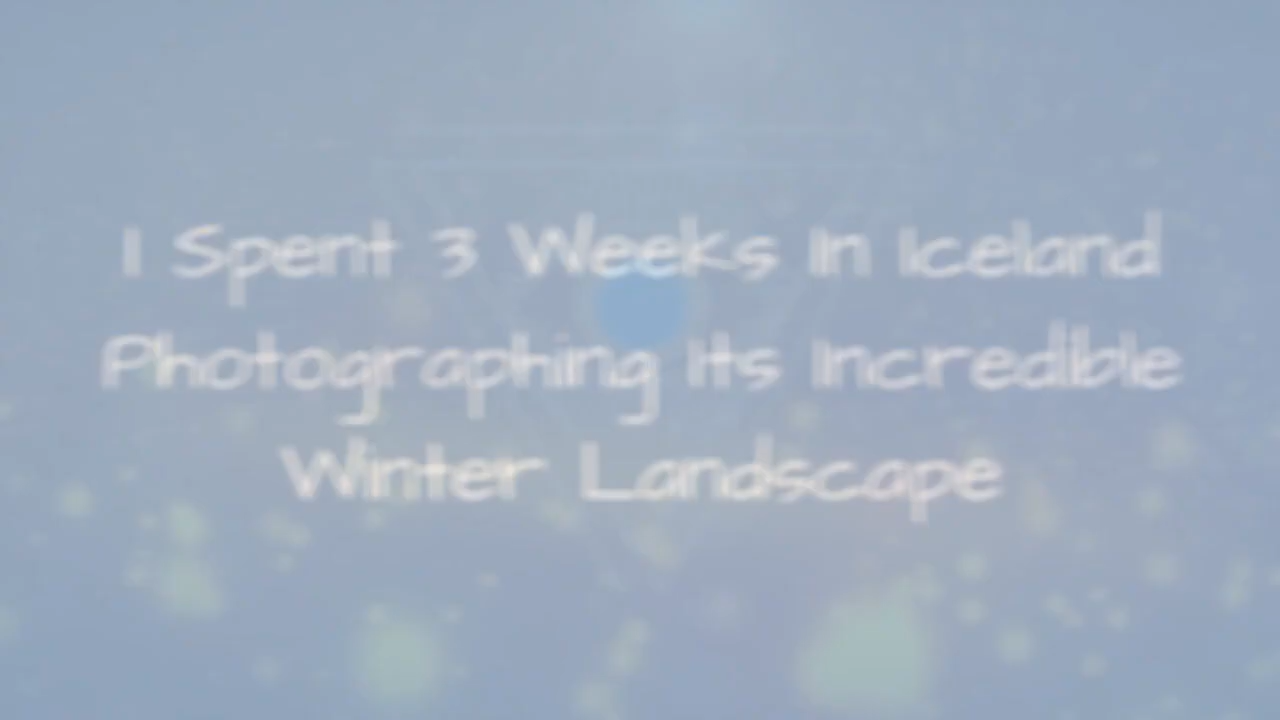 I Spent 3 Weeks In Iceland
Photographing Its Incredible
Winter Landscape